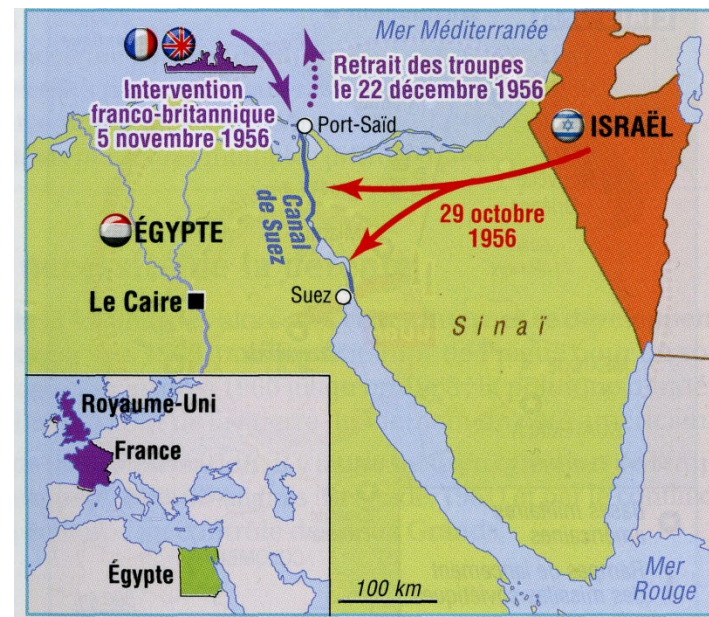 Mer Méditerranée
Intervention
franco-britannique
5 novembre 1956
Retrait des troupes
le 22 décembre 1956
Port-Saïd
ISRAËL
Canal
de Suez
29 octobre
1956
ÉGYPTE
Le Caire
Suez
Sinaï
Royaume-Uni
France
Égypte
100 km
Mer
Rouge